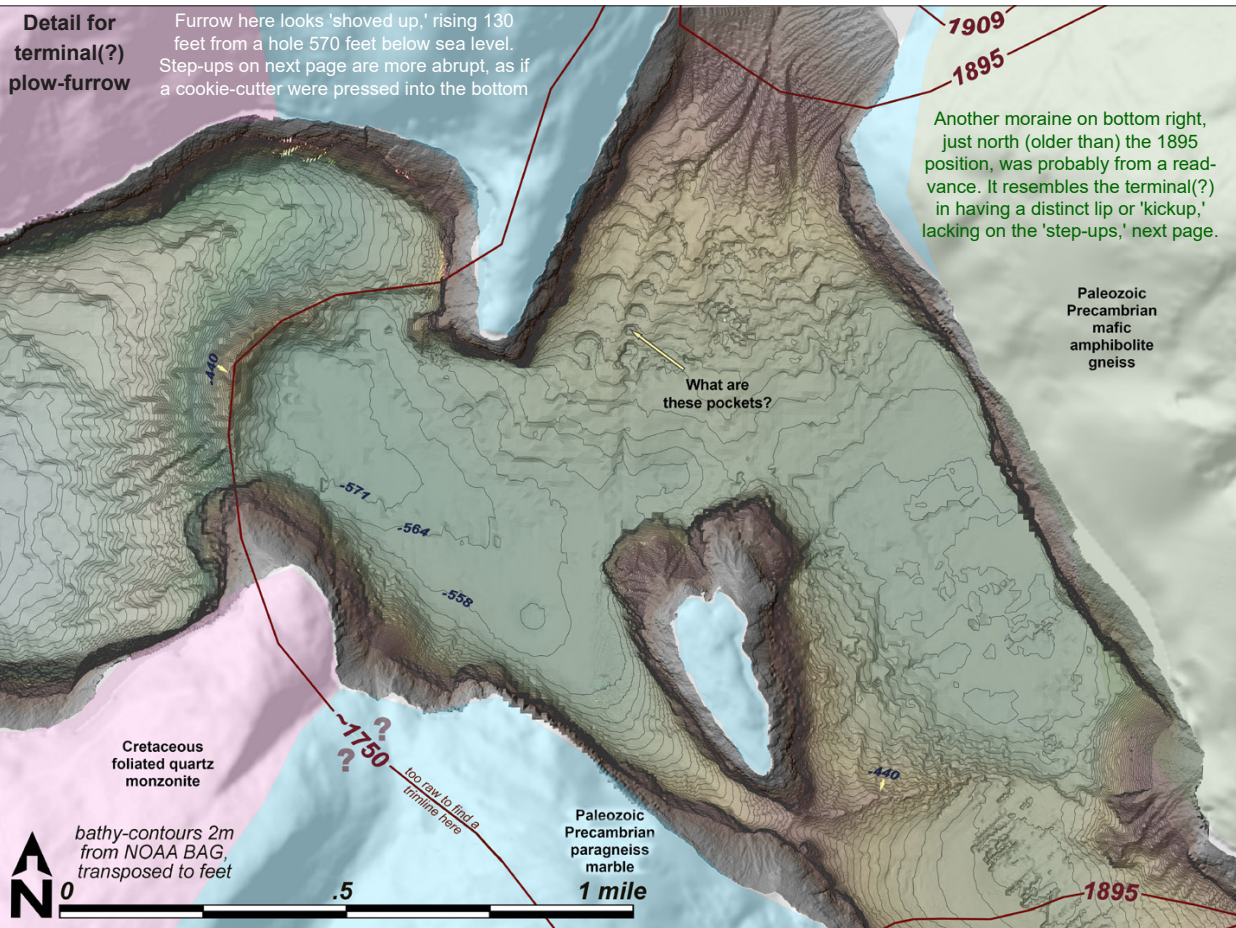 Detail for
terminal(?)
plow-furrow
Furrow here looks 'shoved up,' rising 130
feet from a hole 570 feet below sea level.
Step-ups on next page are more abrupt, as if
a cookie-cutter were pressed into the bottom
1909
1895
Another moraine on bottom right,
just north (older than) the 1895
position, was probably from a read-
vance. It resembles the terminal(?)
in having a distinct lip or 'kickup,'
lacking on the 'step-ups,' next page.
Paleozoic
Precambrian
mafic
amphibolite
gneiss
-440
What are
these pockets?
-571
-564
-558
~1750
?
?
too raw to find a
trimline here
Cretaceous
foliated quartz
monzonite
-440
Paleozoic
Precambrian
paragneiss
marble
bathy-contours 2m
from NOAA BAG,
transposed to feet
N
0 .5 1 mile
1895